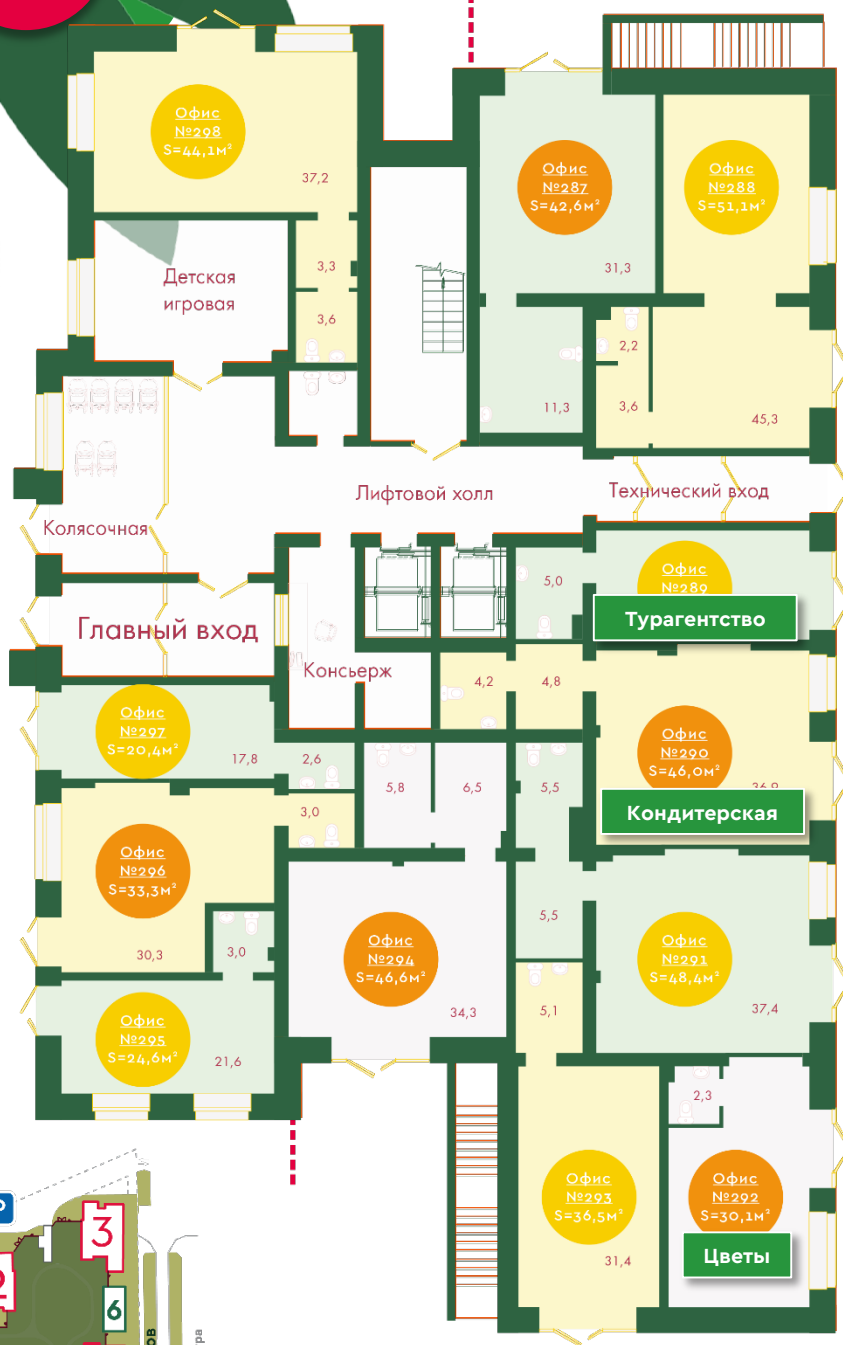 Офис
№298
S=44,1м²
37,2
Офис
№287
S=42,6м²
31,3
Офис
№288
S=51,1м²
Детская
игровая
3,3
3,6
2,2
11,3
3,6
45,3
Лифтовой холл
Технический вход
Колясочная
5,0
Офис
№289
Турагентство
Главный вход
Консьерж
4,2
4,8
Офис
№297
S=20,4м²
17,8
2,6
Офис
№290
S=46,0м²
Кондитерская
5,8
6,5
5,5
3,0
Офис
№296
S=33,3м²
30,3
3,0
5,5
Офис
№294
S=46,6м²
34,3
Офис
№291
S=48,4м²
37,4
5,1
Офис
№295
S=24,6м²
21,6
2,3
Офис
№293
S=36,5м²
31,4
Офис
№292
S=30,1м²
Цветы
3
2
6